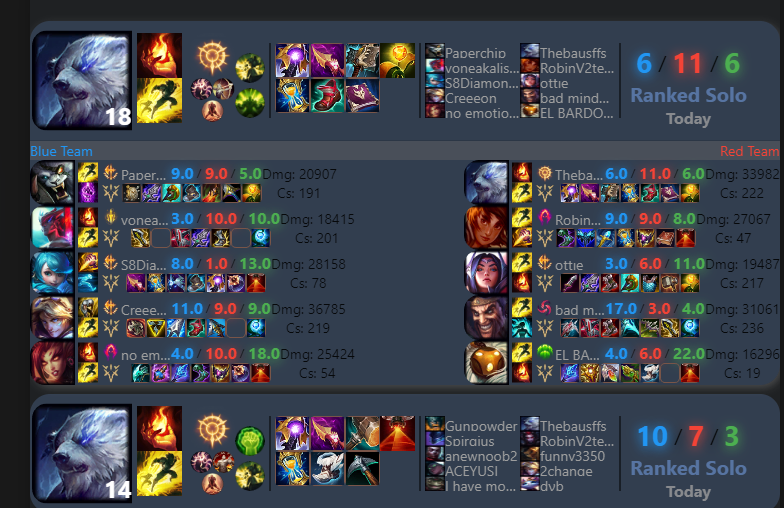 18
Paperchip
voneakalis...
S8Diamon...
Creeeon
no emotio...
Thebausffs
RobinV2te...
ottie
bad mind...
EL BARDO...
6 / 11 / 6
Ranked Solo
Today
Blue Team
Red Team
Paper... 9.0 / 9.0 / 5.0 Dmg: 20907
Cs: 191
vonea... 3.0 / 10.0 / 10.0 Dmg: 18415
Cs: 201
S8Dia... 8.0 / 1.0 / 13.0 Dmg: 28158
Cs: 78
Creee... 11.0 / 9.0 / 9.0 Dmg: 36785
Cs: 219
no em... 4.0 / 10.0 / 18.0 Dmg: 25424
Cs: 54
Theba... 6.0 / 11.0 / 6.0 Dmg: 33982
Cs: 222
Robin... 9.0 / 9.0 / 8.0 Dmg: 27067
Cs: 47
ottie 3.0 / 6.0 / 11.0 Dmg: 19487
Cs: 217
bad m... 17.0 / 3.0 / 4.0 Dmg: 31061
Cs: 236
EL BA... 4.0 / 6.0 / 22.0 Dmg: 16296
Cs: 19
14
Gunpowder
Spirgius
anewnoob2
ACEYUSI
I have mo...
Thebausffs
RobinV2te...
funny3350
2change
dyb
10 / 7 / 3
Ranked Solo
Today